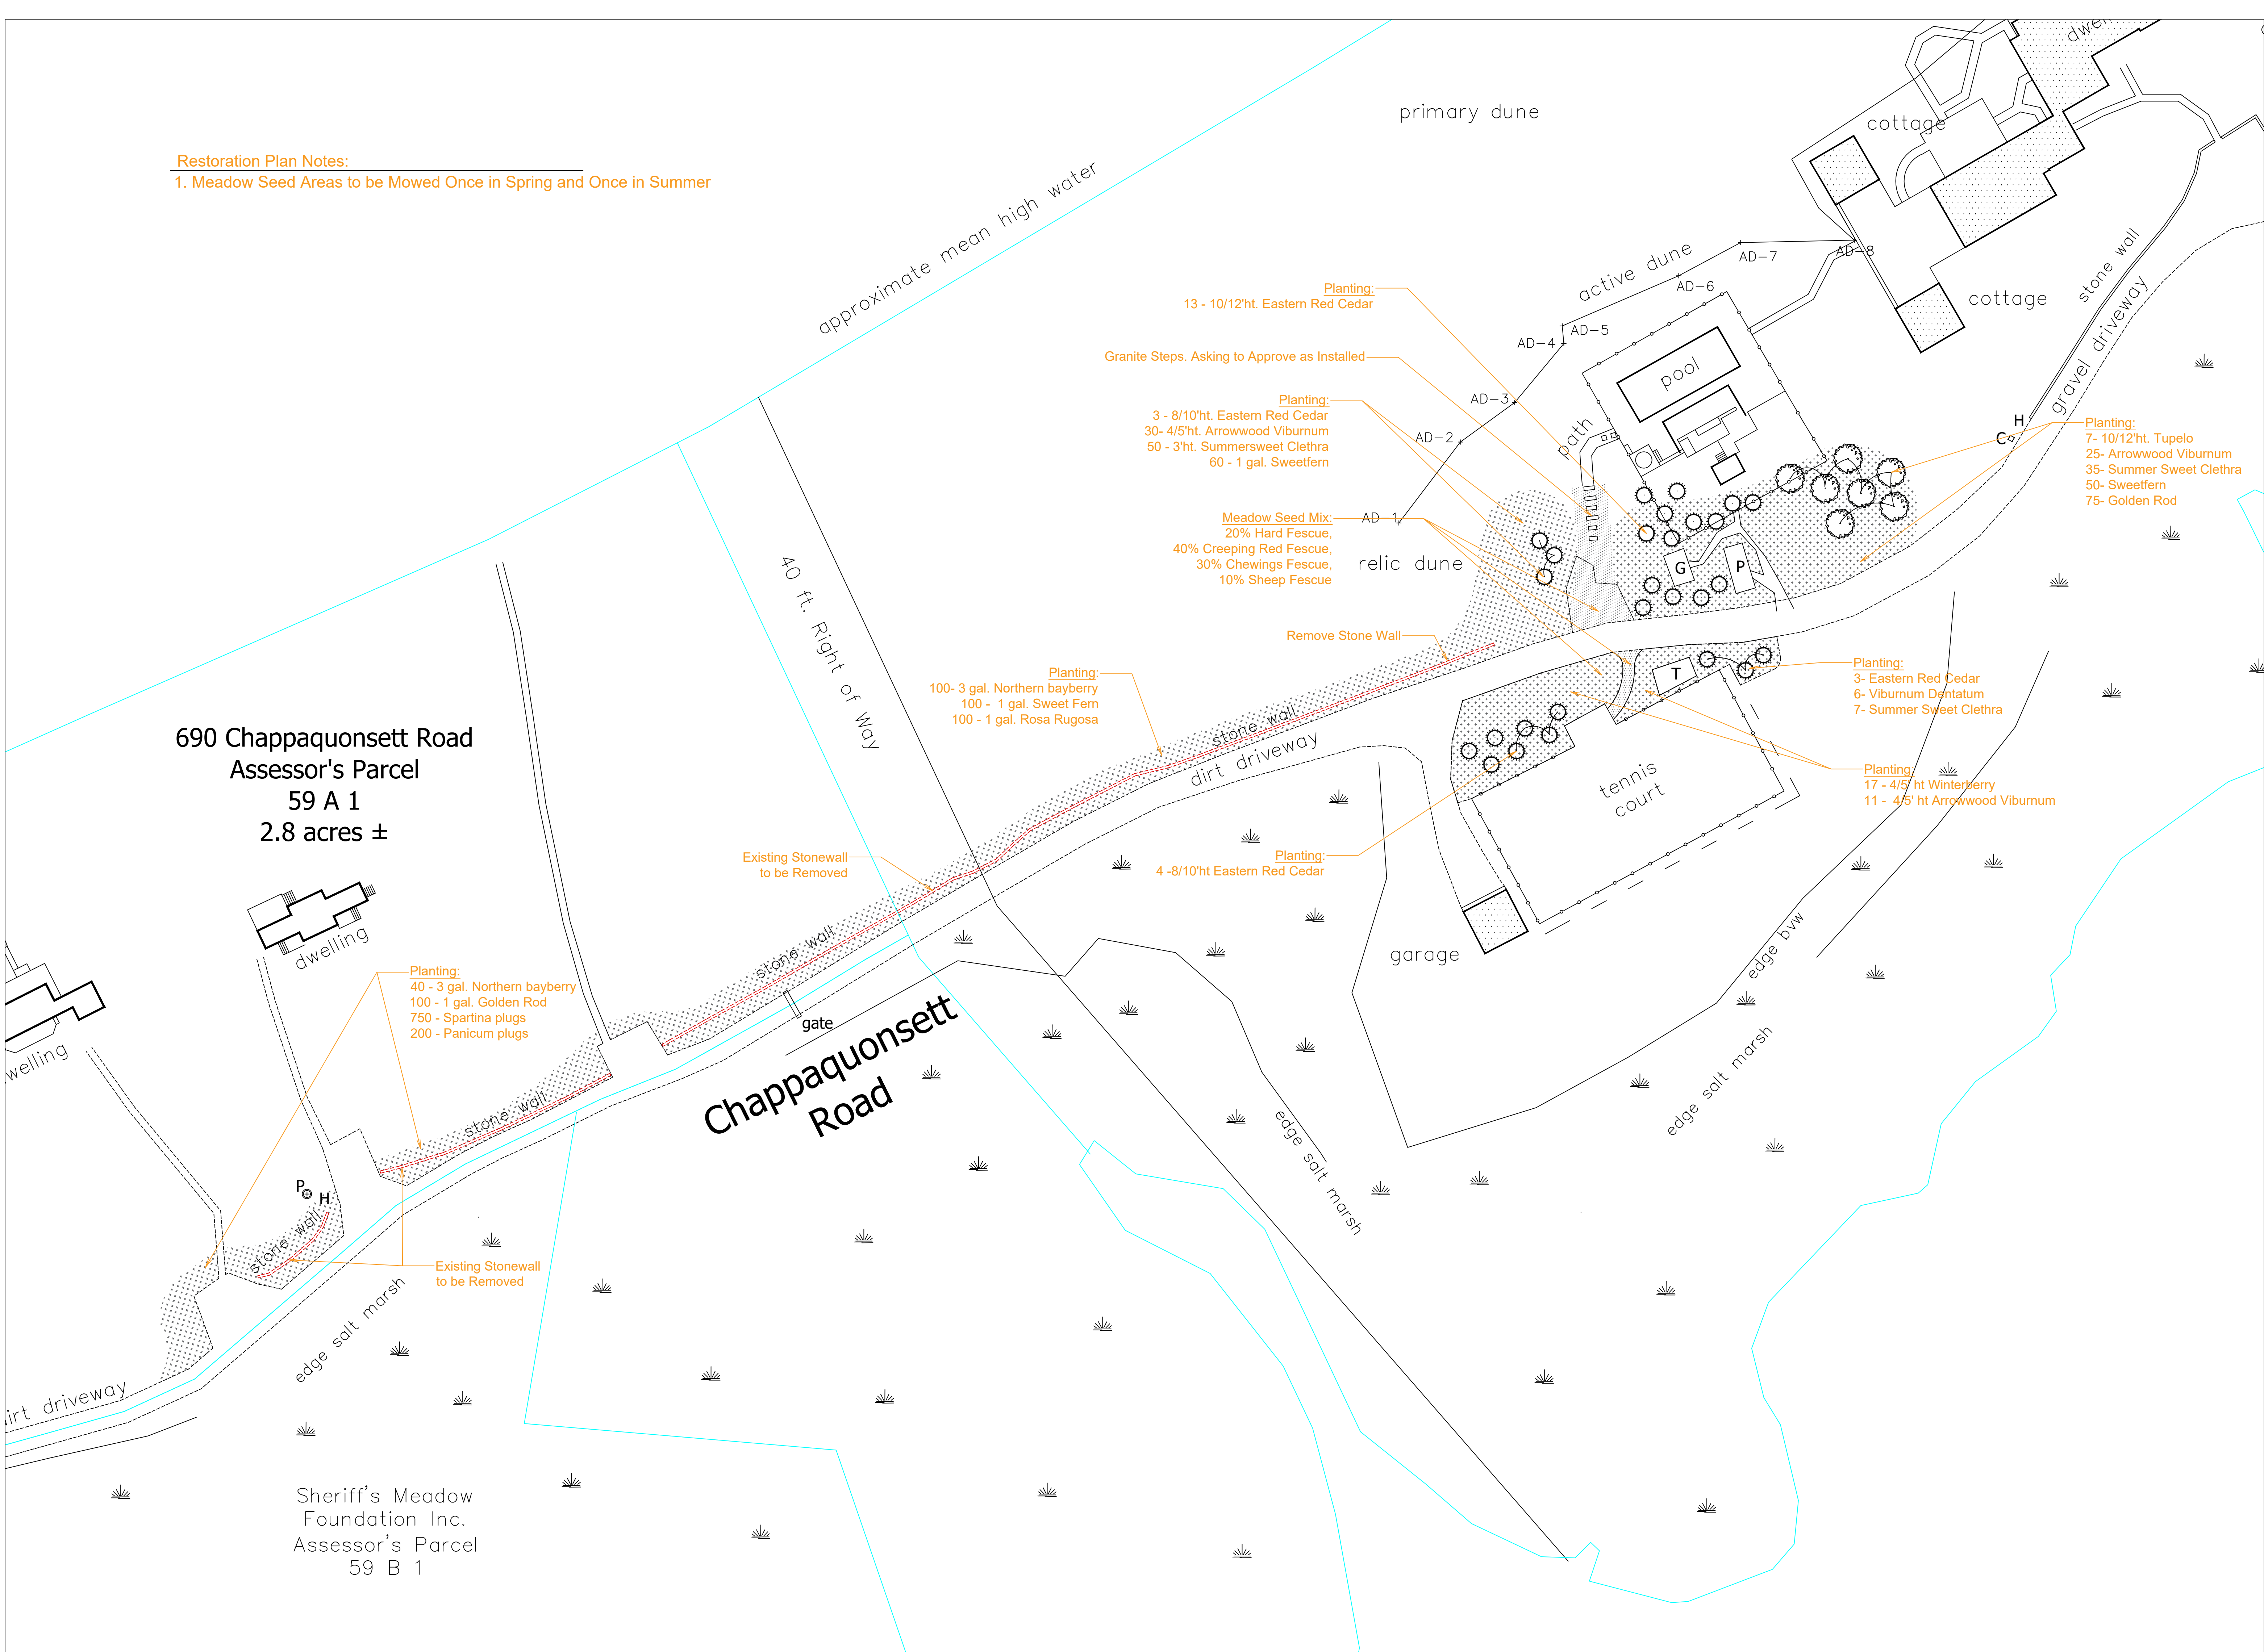 Restoration Plan Notes:
1. Meadow Seed Areas to be Mowed Once in Spring and Once in Summer
primary dune
cottage
approximate mean high water
active dune
AD-7
AD-8
AD-6
AD-5
AD-4
AD-3
AD-2
AD-1
cottage
stone wall
gravel driveway
pool
path
H
C
Planting:
13 - 10/12'ht. Eastern Red Cedar
Granite Steps. Asking to Approve as Installed
Planting:
3 - 8/10'ht. Eastern Red Cedar
30- 4/5'ht. Arrowwood Viburnum
50 - 3'ht. Summersweet Clethra
60 - 1 gal. Sweetfern
Planting:
7- 10/12'ht. Tupelo
25- Arrowwood Viburnum
35- Summer Sweet Clethra
50- Sweetfern
75- Golden Rod
Meadow Seed Mix:
20% Hard Fescue,
40% Creeping Red Fescue,
30% Chewings Fescue,
10% Sheep Fescue
relic dune
G
P
T
40 ft. Right of Way
Remove Stone Wall
Planting:
100- 3 gal. Northern bayberry
100 - 1 gal. Sweet Fern
100 - 1 gal. Rosa Rugosa
Planting:
3- Eastern Red Cedar
6- Viburnum Dentatum
7- Summer Sweet Clethra
stone wall
dirt driveway
690 Chappaquonsett Road
Assessor's Parcel
59 A 1
2.8 acres ±
tennis
court
Planting:
17 - 4/5' ht Winterberry
11 - 4/5' ht Arrowwood Viburnum
Existing Stonewall
to be Removed
Planting:
4 -8/10'ht Eastern Red Cedar
dwelling
stone wall
garage
edge bvw
Planting:
40 - 3 gal. Northern bayberry
100 - 1 gal. Golden Rod
750 - Spartina plugs
200 - Panicum plugs
gate
Chappaquonsett
Road
edge salt marsh
stone wall
edge salt marsh
P
H
stone wall
Existing Stonewall
to be Removed
edge salt marsh
Sheriff's Meadow
Foundation Inc.
Assessor's Parcel
59 B 1